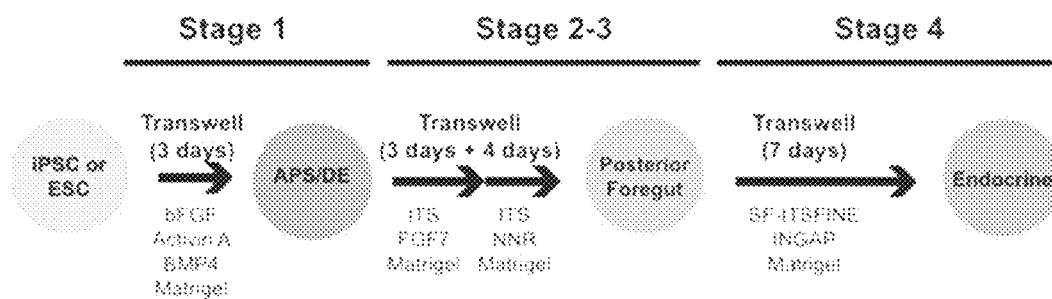 Stage 1
Stage 2-3
Stage 4
iPSC or
ESC
Transwell
(3 days)
bFGF
Activin A
BMP4
Matrigel
APS/DE
Transwell
(3 days + 4 days)
ITS
FGF7
Matrigel
ITS
NNR
Matrigel
Posterior
Foregut
Transwell
(7 days)
SF-ITSFINE
INGAP
Matrigel
Endocrine